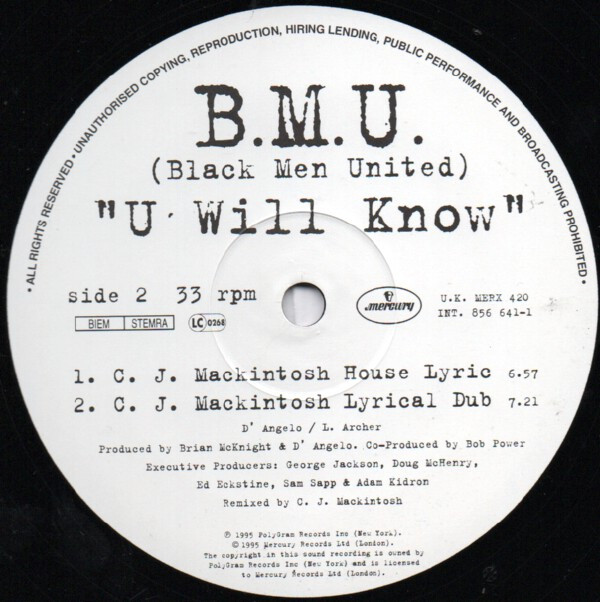 • ALL RIGHTS RESERVED • UNAUTHORISED COPYING, REPRODUCTION, HIRING LENDING, PUBLIC PERFORMANCE AND BROADCASTING PROHIBITED •
B.M.U.
(Black Men United)
"U Will Know"
side 2 33 rpm
BIEM STEMRA
LC 0268
mercury
U.K. MERX 420
INT. 856 641-1
1. C. J. Mackintosh House Lyric 6.57
2. C. J. Mackintosh Lyrical Dub 7.21
D' Angelo / L. Archer
Produced by Brian McKnight & D' Angelo. Co-Produced by Bob Power
Executive Producers: George Jackson, Doug McHenry,
Ed Eckstine, Sam Sapp & Adam Kidron
Remixed by C. J. Mackintosh
℗ 1995 PolyGram Records Inc (New York).
© 1995 Mercury Records Ltd (London).
The copyright in this sound recording is owned by
PolyGram Records Inc (New York) and is licensed
to Mercury Records Ltd (London).